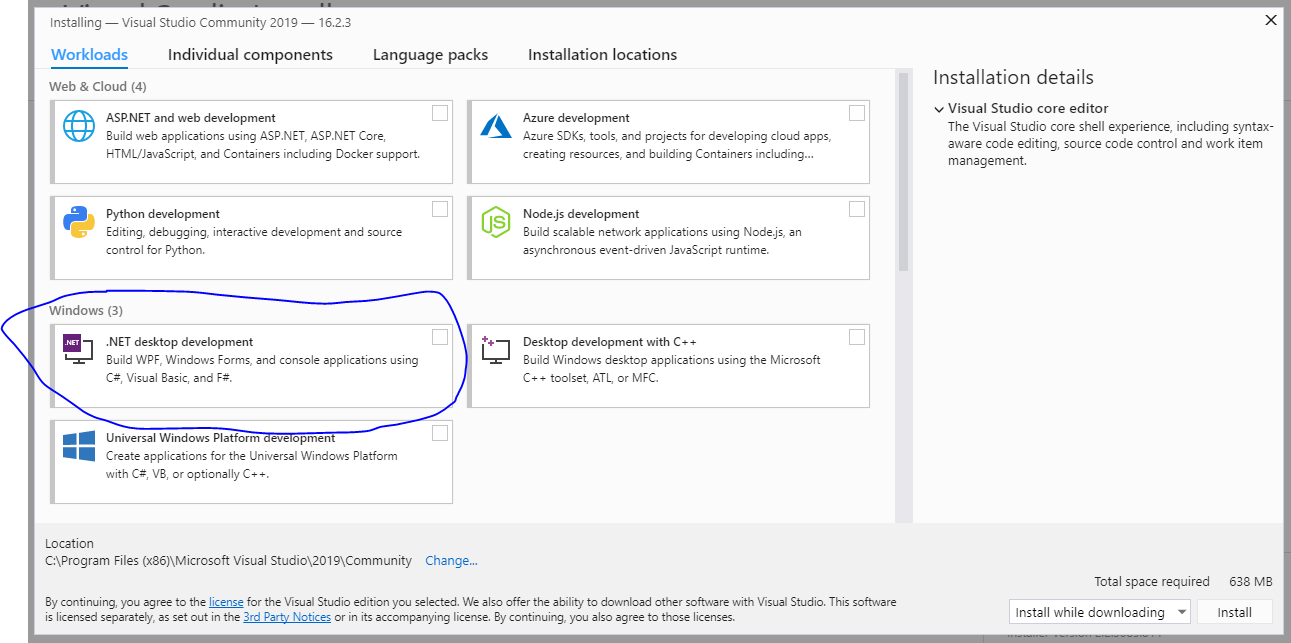 Installing — Visual Studio Community 2019 — 16.2.3
Workloads
Individual components
Language packs
Installation locations
Web & Cloud (4)
ASP.NET and web development
Build web applications using ASP.NET, ASP.NET Core,
HTML/JavaScript, and Containers including Docker support.
Azure development
Azure SDKs, tools, and projects for developing cloud apps,
creating resources, and building Containers including...
Python development
Editing, debugging, interactive development and source
control for Python.
JS
Node.js development
Build scalable network applications using Node.js, an
asynchronous event-driven JavaScript runtime.
Windows (3)
.NET
.NET desktop development
Build WPF, Windows Forms, and console applications using
C#, Visual Basic, and F#.
Desktop development with C++
Build Windows desktop applications using the Microsoft
C++ toolset, ATL, or MFC.
Universal Windows Platform development
Create applications for the Universal Windows Platform
with C#, VB, or optionally C++.
Installation details
Visual Studio core editor
The Visual Studio core shell experience, including syntax-
aware code editing, source code control and work item
management.
Location
C:\Program Files (x86)\Microsoft Visual Studio\2019\Community
Change...
Total space required 638 MB
By continuing, you agree to the license for the Visual Studio edition you selected. We also offer the ability to download other software with Visual Studio. This software
is licensed separately, as set out in the 3rd Party Notices or in its accompanying license. By continuing, you also agree to those licenses.
Install while downloading
Install